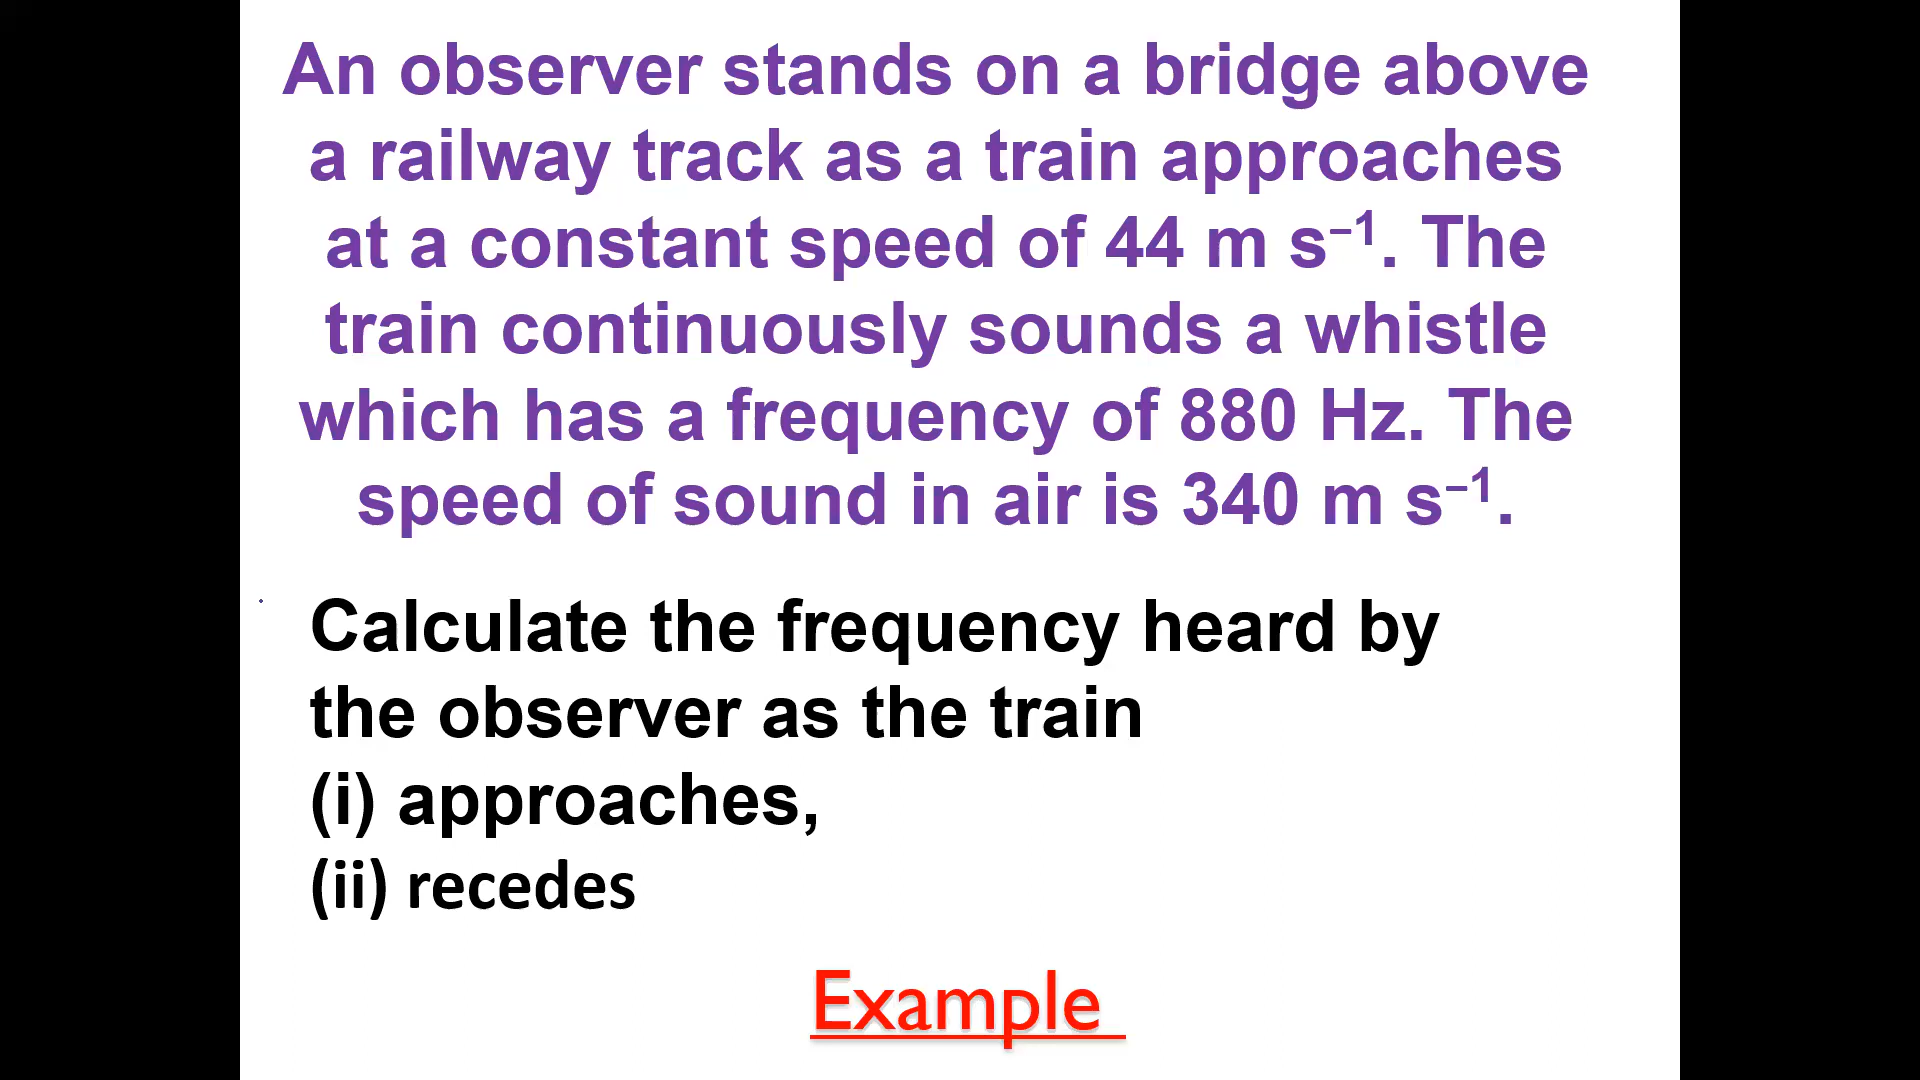 An observer stands on a bridge above
a railway track as a train approaches
at a constant speed of 44 m s⁻¹. The
train continuously sounds a whistle
which has a frequency of 880 Hz. The
speed of sound in air is 340 m s⁻¹.
Calculate the frequency heard by
the observer as the train
(i) approaches,
(ii) recedes
Example